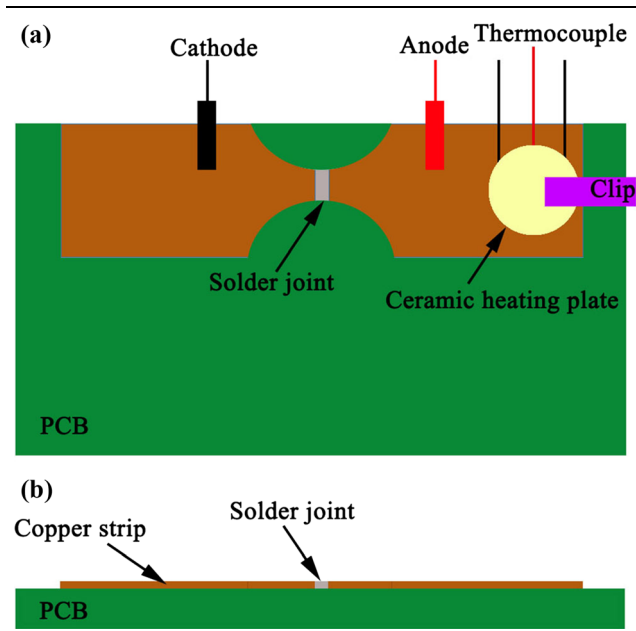 (a)
Cathode
Anode
Thermocouple
Clip
Solder joint
Ceramic heating plate
PCB
(b)
Solder joint
Copper strip
PCB